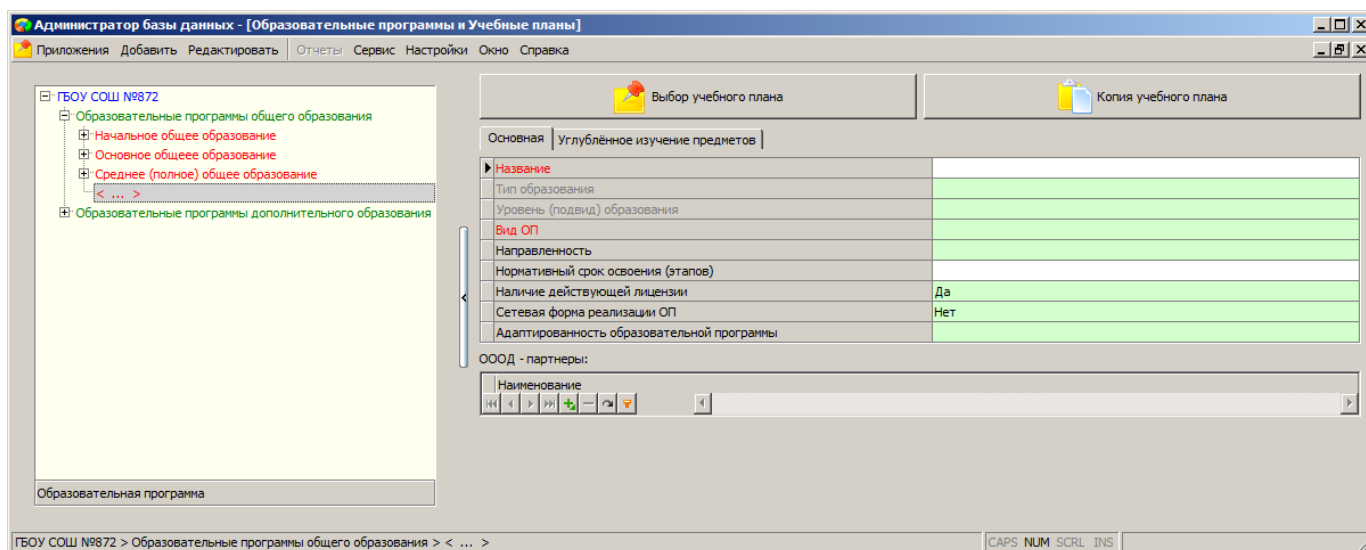 Администратор базы данных - [Образовательные программы и Учебные планы]
Приложения Добавить Редактировать Отчеты Сервис Настройки Окно Справка
ГБОУ СОШ №872
Образовательные программы общего образования
Начальное общее образование
Основное общеее образование
Среднее (полное) общее образование
< ... >
Образовательные программы дополнительного образования
Образовательная программа
Выбор учебного плана
Копия учебного плана
Основная Углублённое изучение предметов
Название
Тип образования
Уровень (подвид) образования
Вид ОП
Направленность
Нормативный срок освоения (этапов)
Наличие действующей лицензии Да
Сетевая форма реализации ОП Нет
Адаптированность образовательной программы
ОООД - партнеры:
Наименование
ГБОУ СОШ №872 > Образовательные программы общего образования > < ... >
CAPS NUM SCRL INS